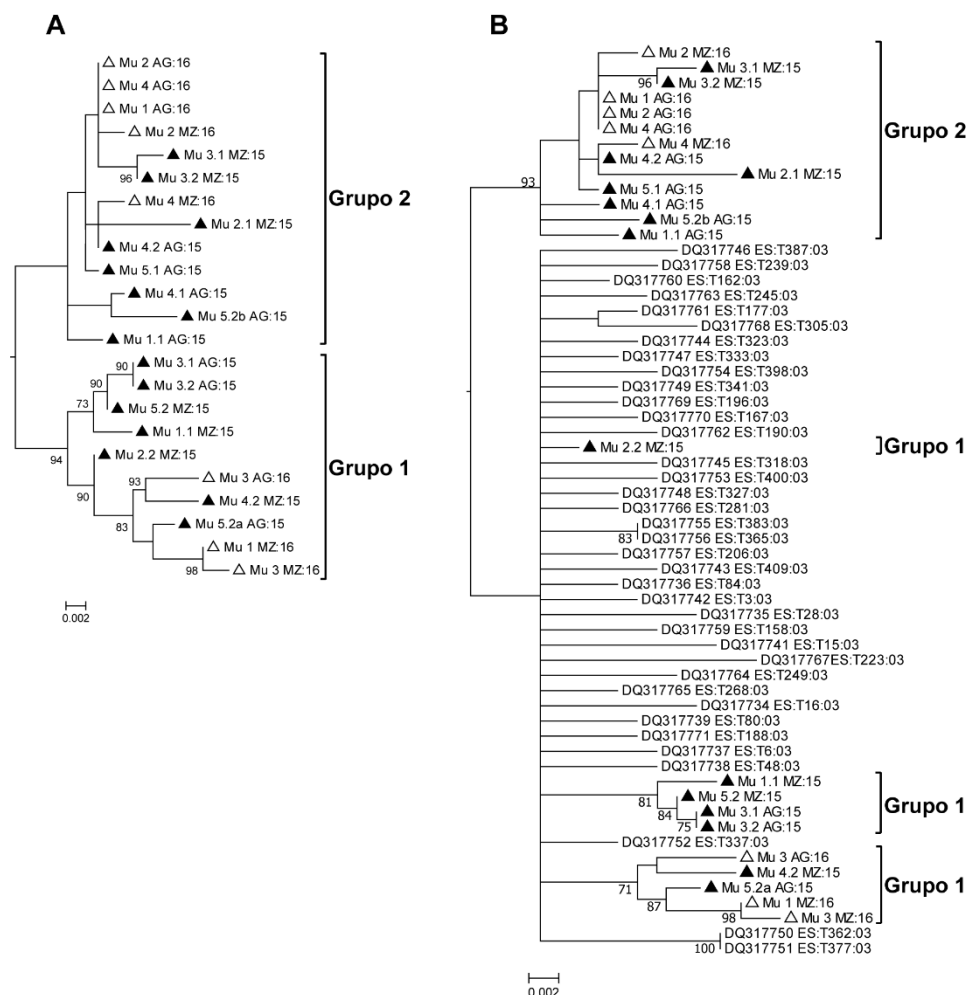 A
Mu 2 AG:16
Mu 4 AG:16
Mu 1 AG:16
Mu 2 MZ:16
Mu 3.1 MZ:15
96
Mu 3.2 MZ:15
Mu 4 MZ:16
Mu 2.1 MZ:15
Mu 4.2 AG:15
Mu 5.1 AG:15
Mu 4.1 AG:15
Mu 5.2b AG:15
Mu 1.1 AG:15
Grupo 2
90
Mu 3.1 AG:15
90
Mu 3.2 AG:15
73
Mu 5.2 MZ:15
Mu 1.1 MZ:15
94
Mu 2.2 MZ:15
90
93
Mu 3 AG:16
Mu 4.2 MZ:15
83
Mu 5.2a AG:15
Mu 1 MZ:16
98
Mu 3 MZ:16
Grupo 1
0.002
B
Mu 2 MZ:16
Mu 3.1 MZ:15
96
Mu 3.2 MZ:15
Mu 1 AG:16
Mu 2 AG:16
Mu 4 AG:16
Mu 4 MZ:16
Mu 4.2 AG:15
Mu 2.1 MZ:15
93
Mu 5.1 AG:15
Mu 4.1 AG:15
Mu 5.2b AG:15
Mu 1.1 AG:15
Grupo 2
DQ317746 ES:T387:03
DQ317758 ES:T239:03
DQ317760 ES:T162:03
DQ317763 ES:T245:03
DQ317761 ES:T177:03
DQ317768 ES:T305:03
DQ317744 ES:T323:03
DQ317747 ES:T333:03
DQ317754 ES:T398:03
DQ317749 ES:T341:03
DQ317769 ES:T196:03
DQ317770 ES:T167:03
DQ317762 ES:T190:03
Mu 2.2 MZ:15
Grupo 1
DQ317745 ES:T318:03
DQ317753 ES:T400:03
DQ317748 ES:T327:03
DQ317766 ES:T281:03
DQ317755 ES:T383:03
83
DQ317756 ES:T365:03
DQ317757 ES:T206:03
DQ317743 ES:T409:03
DQ317736 ES:T84:03
DQ317742 ES:T3:03
DQ317735 ES:T28:03
DQ317759 ES:T158:03
DQ317741 ES:T15:03
DQ317767ES:T223:03
DQ317764 ES:T249:03
DQ317765 ES:T268:03
DQ317734 ES:T16:03
DQ317739 ES:T80:03
DQ317771 ES:T188:03
DQ317737 ES:T6:03
DQ317738 ES:T48:03
Mu 1.1 MZ:15
81
Mu 5.2 MZ:15
84
Mu 3.1 AG:15
75
Mu 3.2 AG:15
Grupo 1
DQ317752 ES:T337:03
Mu 3 AG:16
71
Mu 4.2 MZ:15
87
Mu 5.2a AG:15
Mu 1 MZ:16
98
Mu 3 MZ:16
Grupo 1
DQ317750 ES:T362:03
100
DQ317751 ES:T377:03
0.002